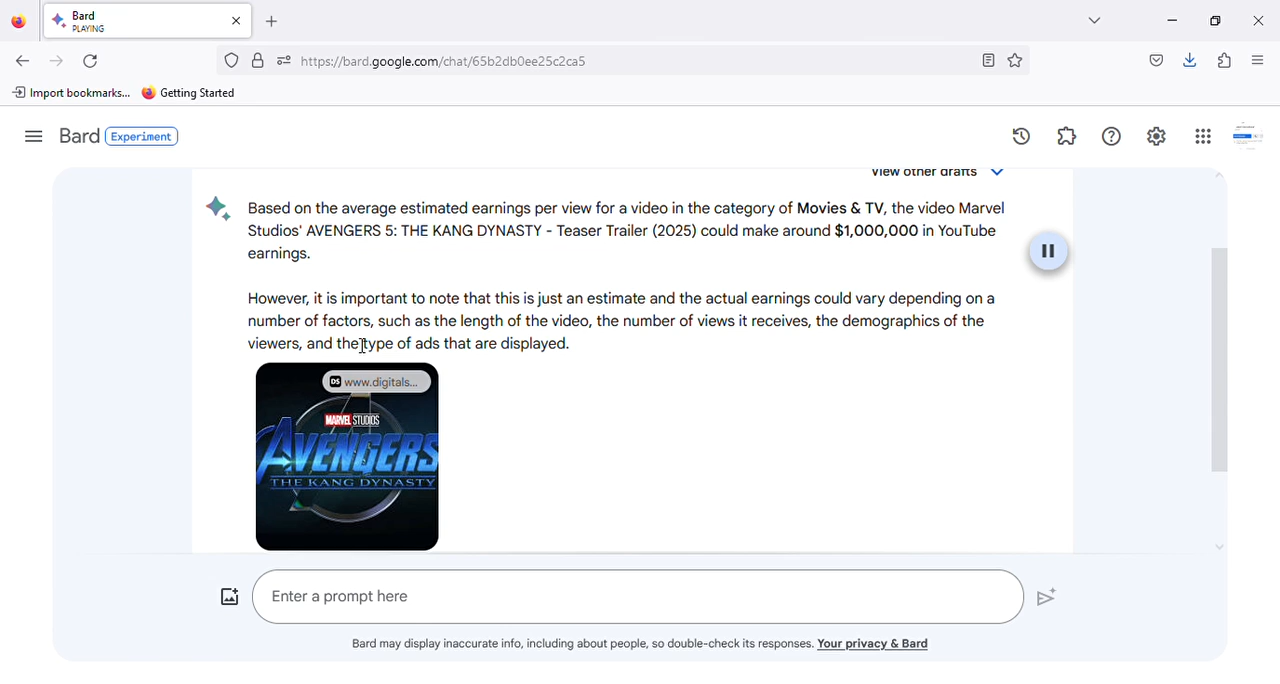 Bard
PLAYING
https://bard.google.com/chat/65b2db0ee25c2ca5
Import bookmarks...
Getting Started
Bard Experiment
View other drafts
Based on the average estimated earnings per view for a video in the category of Movies & TV, the video Marvel
Studios' AVENGERS 5: THE KANG DYNASTY - Teaser Trailer (2025) could make around $1,000,000 in YouTube
earnings.
However, it is important to note that this is just an estimate and the actual earnings could vary depending on a
number of factors, such as the length of the video, the number of views it receives, the demographics of the
viewers, and the type of ads that are displayed.
DS www.digitals...
MARVEL STUDIOS
AVENGERS
THE KANG DYNASTY
Enter a prompt here
Bard may display inaccurate info, including about people, so double-check its responses. Your privacy & Bard